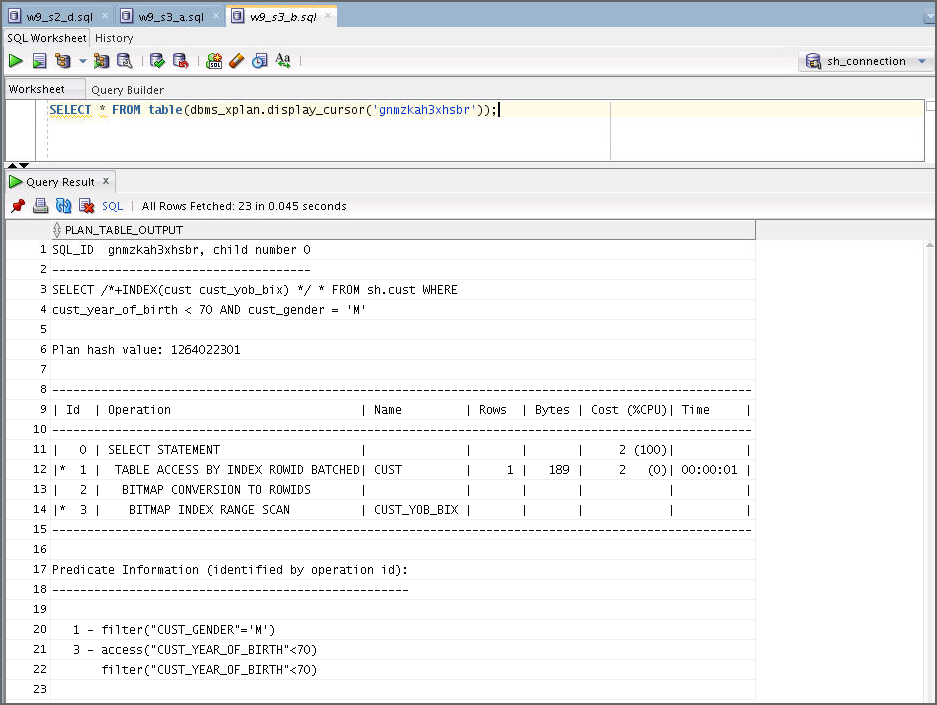 w9_s2_d.sql × w9_s3_a.sql × w9_s3_b.sql ×
SQL Worksheet History
sh_connection
Worksheet Query Builder
SELECT * FROM table(dbms_xplan.display_cursor('gnmzkah3xhsbr'));
Query Result ×
SQL | All Rows Fetched: 23 in 0.045 seconds
PLAN_TABLE_OUTPUT
1 SQL_ID  gnmzkah3xhsbr, child number 0
2 -------------------------------------
3 SELECT /*+INDEX(cust cust_yob_bix) */ * FROM sh.cust WHERE
4 cust_year_of_birth < 70 AND cust_gender = 'M'
5
6 Plan hash value: 1264022301
7
8 ----------------------------------------------------------------------------------------------------
9 | Id  | Operation                           | Name         | Rows  | Bytes | Cost (%CPU)| Time     |
10 ----------------------------------------------------------------------------------------------------
11 |   0 | SELECT STATEMENT                    |              |       |       |     2 (100)|          |
12 |*  1 |  TABLE ACCESS BY INDEX ROWID BATCHED| CUST         |     1 |   189 |     2   (0)| 00:00:01 |
13 |   2 |   BITMAP CONVERSION TO ROWIDS       |              |       |       |            |          |
14 |*  3 |    BITMAP INDEX RANGE SCAN          | CUST_YOB_BIX |       |       |            |          |
15 ----------------------------------------------------------------------------------------------------
16
17 Predicate Information (identified by operation id):
18 ---------------------------------------------------
19
20    1 - filter("CUST_GENDER"='M')
21    3 - access("CUST_YEAR_OF_BIRTH"<70)
22        filter("CUST_YEAR_OF_BIRTH"<70)
23